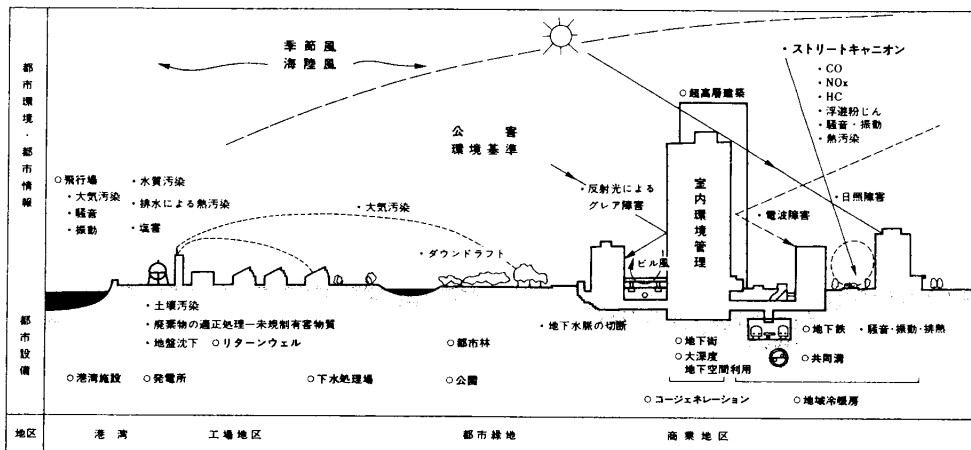 都市環境・都市情報
季節風
海陸風
・ストリートキャニオン
・CO
・NOx
・HC
・浮遊粉じん
・騒音・振動
・熱汚染
○超高層建築
公害
環境基準
○飛行場
・大気汚染
・騒音
・振動
・水質汚染
・排水による熱汚染
・塩害
・大気汚染
・ダウンドラフト
・反射光による
グレア障害
室内環境管理
ビル風
・電波障害
・日照障害
都市設備
・土壌汚染
・廃棄物の適正処理―未規制有害物質
・地盤沈下 ○リターンウェル
・地下水脈の切断
○都市林
○地下街
○大深度
地下空間利用
○地下鉄 ・騒音・振動・排熱
○共同溝
○港湾施設
○発電所
○下水処理場
○公園
○コージェネレーション
○地域冷暖房
地区
港湾
工場地区
都市緑地
商業地区